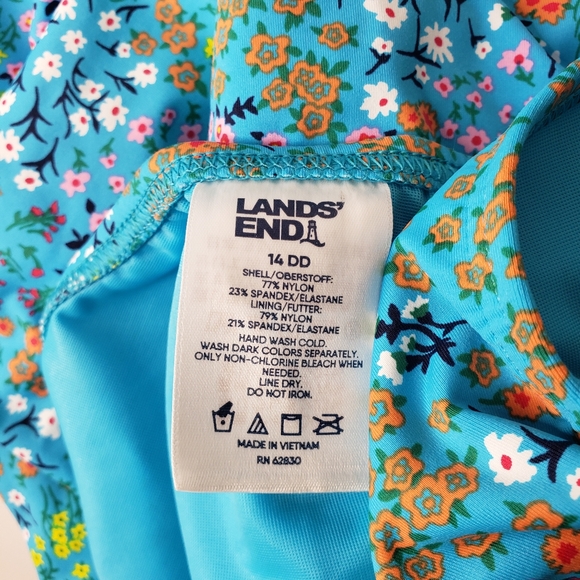 LANDS'
END
14 DD
SHELL/OBERSTOFF:
77% NYLON
23% SPANDEX/ELASTANE
LINING/FUTTER:
79% NYLON
21% SPANDEX/ELASTANE
HAND WASH COLD.
WASH DARK COLORS SEPARATELY.
ONLY NON-CHLORINE BLEACH WHEN
NEEDED.
LINE DRY.
DO NOT IRON.
MADE IN VIETNAM
RN 62830